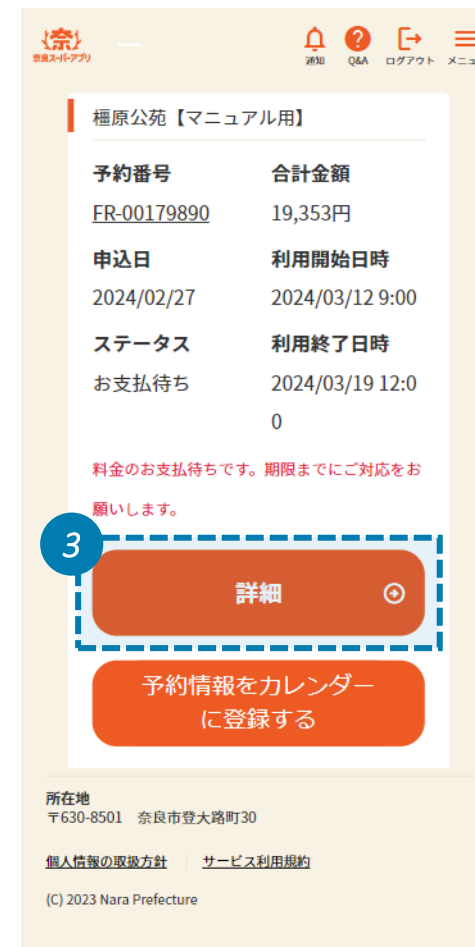 奈
奈良スーパーアプリ
通知 Q&A ログアウト メニュ
橿原公苑【マニュアル用】
予約番号 合計金額
FR-00179890 19,353円
申込日 利用開始日時
2024/02/27 2024/03/12 9:00
ステータス 利用終了日時
お支払待ち 2024/03/19 12:0
0
料金のお支払待ちです。期限までにご対応をお
願いします。
3
詳細
予約情報をカレンダー
に登録する
所在地
〒630-8501 奈良市登大路町30
個人情報の取扱方針 サービス利用規約
(C) 2023 Nara Prefecture